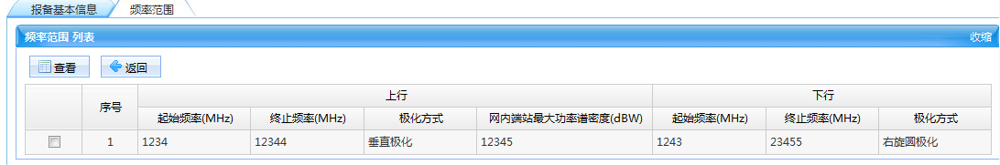 报备基本信息 频率范围
频率范围 列表 收缩
查看 返回
序号 上行 下行
起始频率(MHz) 终止频率(MHz) 极化方式 网内端站最大功率谱密度(dBW) 起始频率(MHz) 终止频率(MHz) 极化方式
1 1234 12344 垂直极化 12345 1243 23455 右旋圆极化